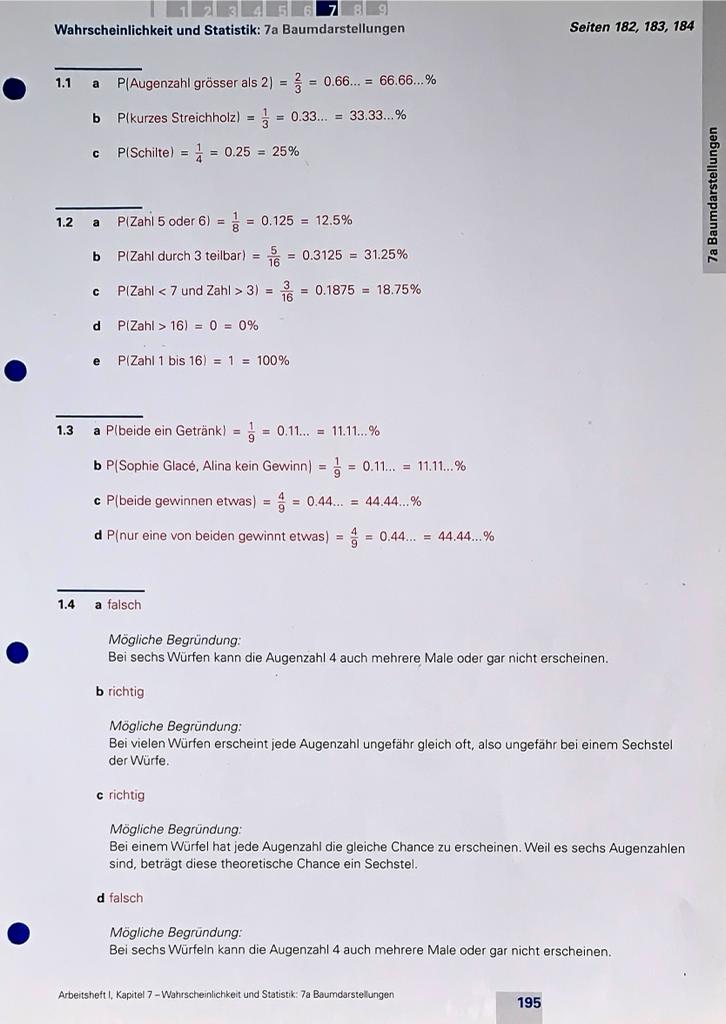 1 2 3 4 5 6 7 8 9
Wahrscheinlichkeit und Statistik: 7a Baumdarstellungen
Seiten 182, 183, 184
7a Baumdarstellungen
1.1 a P(Augenzahl grösser als 2) = 2/3 = 0.66... = 66.66...%
b P(kurzes Streichholz) = 1/3 = 0.33... = 33.33...%
c P(Schilte) = 1/4 = 0.25 = 25%
1.2 a P(Zahl 5 oder 6) = 1/8 = 0.125 = 12.5%
b P(Zahl durch 3 teilbar) = 5/16 = 0.3125 = 31.25%
c P(Zahl < 7 und Zahl > 3) = 3/16 = 0.1875 = 18.75%
d P(Zahl > 16) = 0 = 0%
e P(Zahl 1 bis 16) = 1 = 100%
1.3 a P(beide ein Getränk) = 1/9 = 0.11... = 11.11...%
b P(Sophie Glacé, Alina kein Gewinn) = 1/9 = 0.11... = 11.11...%
c P(beide gewinnen etwas) = 4/9 = 0.44... = 44.44...%
d P(nur eine von beiden gewinnt etwas) = 4/9 = 0.44... = 44.44...%
1.4 a falsch
Mögliche Begründung:
Bei sechs Würfen kann die Augenzahl 4 auch mehrere Male oder gar nicht erscheinen.
b richtig
Mögliche Begründung:
Bei vielen Würfen erscheint jede Augenzahl ungefähr gleich oft, also ungefähr bei einem Sechstel
der Würfe.
c richtig
Mögliche Begründung:
Bei einem Würfel hat jede Augenzahl die gleiche Chance zu erscheinen. Weil es sechs Augenzahlen
sind, beträgt diese theoretische Chance ein Sechstel.
d falsch
Mögliche Begründung:
Bei sechs Würfeln kann die Augenzahl 4 auch mehrere Male oder gar nicht erscheinen.
Arbeitsheft I, Kapitel 7 – Wahrscheinlichkeit und Statistik: 7a Baumdarstellungen
195